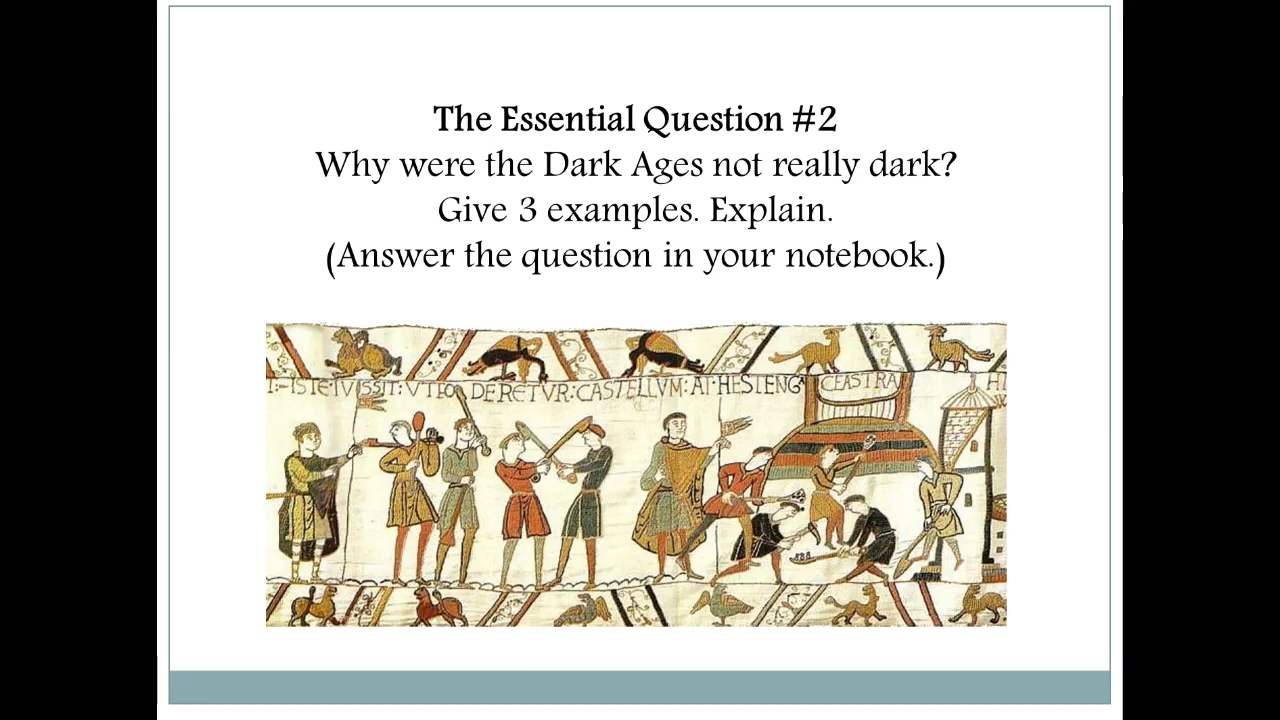 The Essential Question #2
Why were the Dark Ages not really dark?
Give 3 examples. Explain.
(Answer the question in your notebook.)
ISTE IVSSIT: VT FODERETVR: CASTELLVM: AT HESTENG CEASTRA